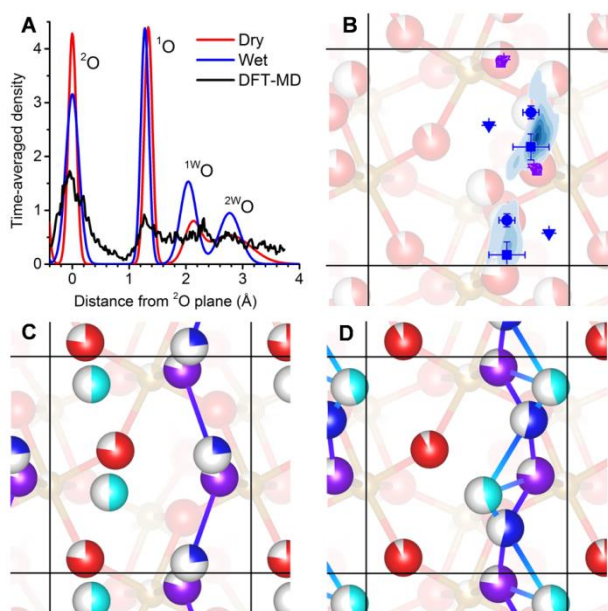 A
B
Time-averaged density
4
3
2
1
0
0 1 2 3 4
Distance from ²O plane (Å)
²O
¹O
¹ᵂO
²ᵂO
Dry
Wet
DFT-MD
C
D